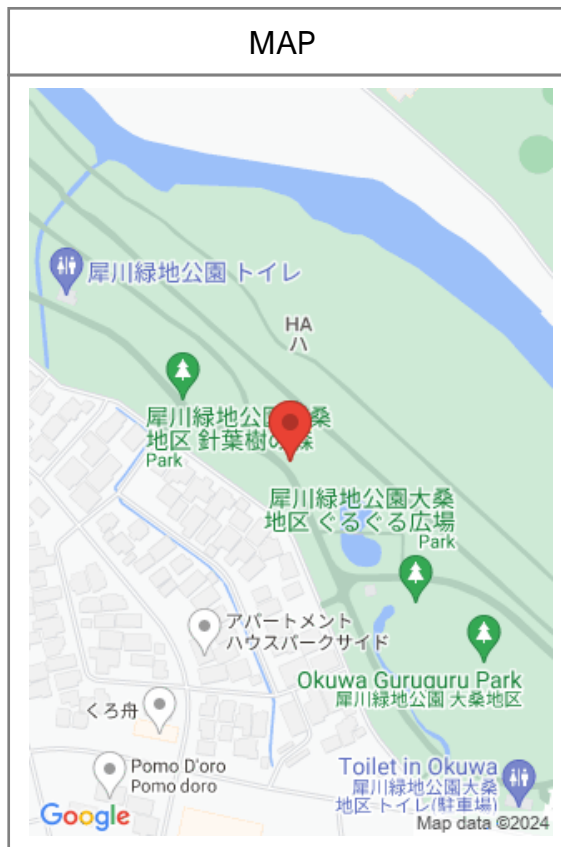 MAP
犀川緑地公園 トイレ
HA
ハ
犀川緑地公園大桑
地区 針葉樹の森
Park
犀川緑地公園大桑
地区 ぐるぐる広場
Park
アパートメント
ハウスパークサイド
Okuwa Guruguru Park
犀川緑地公園 大桑地区
くろ舟
Pomo D'oro
Pomo doro
Toilet in Okuwa
犀川緑地公園大桑
地区 トイレ(駐車場)
Google
Map data ©2024